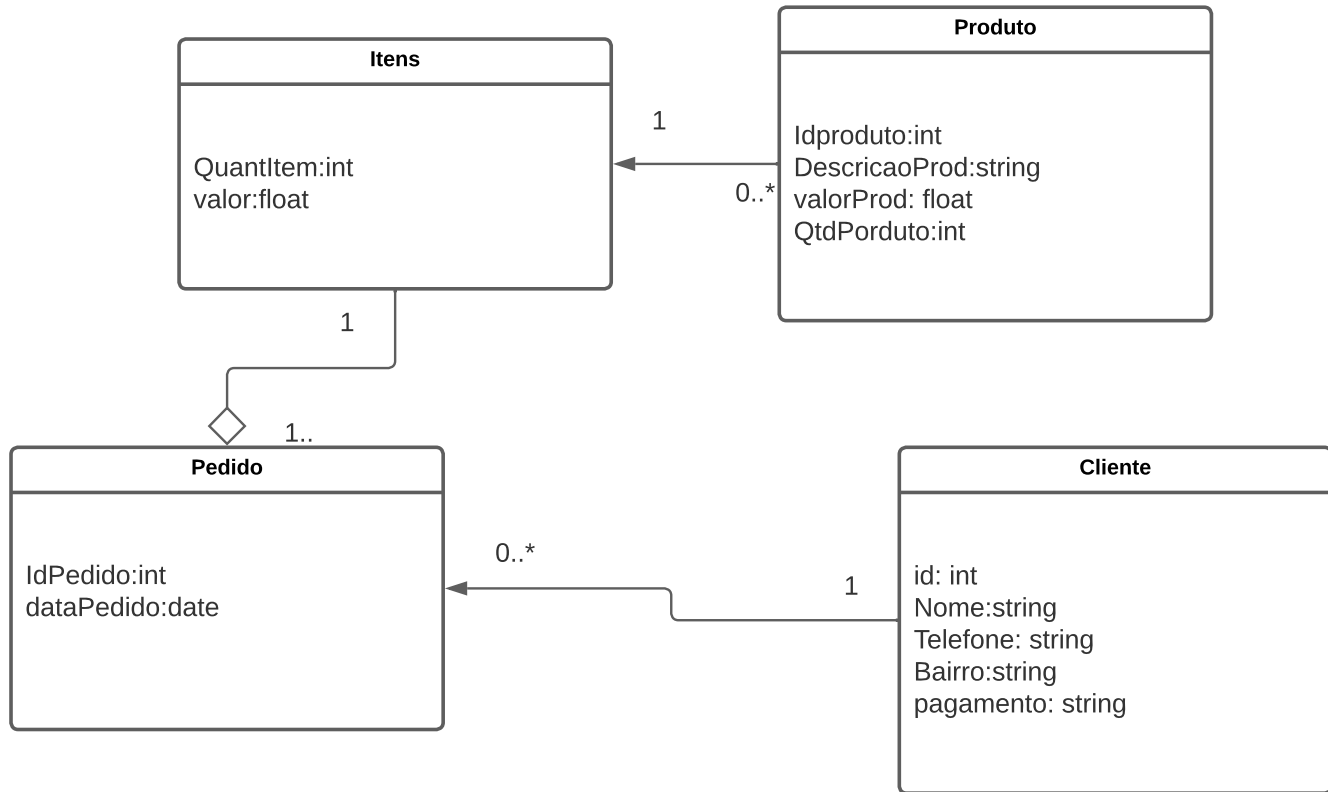 Itens
QuantItem:int
valor:float
1
0..*
Produto
Idproduto:int
DescricaoProd:string
valorProd: float
QtdPorduto:int
1
1..
Pedido
IdPedido:int
dataPedido:date
0..*
1
Cliente
id: int
Nome:string
Telefone: string
Bairro:string
pagamento: string